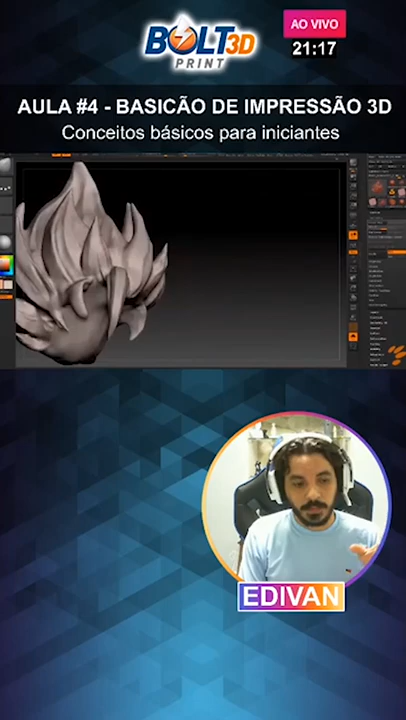 BOLT3D
PRINT
AO VIVO
21:17
AULA #4 - BASICÃO DE IMPRESSÃO 3D
Conceitos básicos para iniciantes
EDIVAN